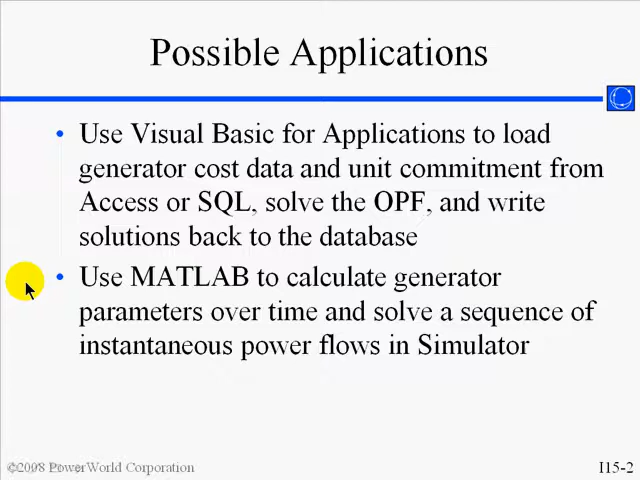 Possible Applications
• Use Visual Basic for Applications to load
generator cost data and unit commitment from
Access or SQL, solve the OPF, and write
solutions back to the database
• Use MATLAB to calculate generator
parameters over time and solve a sequence of
instantaneous power flows in Simulator
©2008 PowerWorld Corporation
I15-2